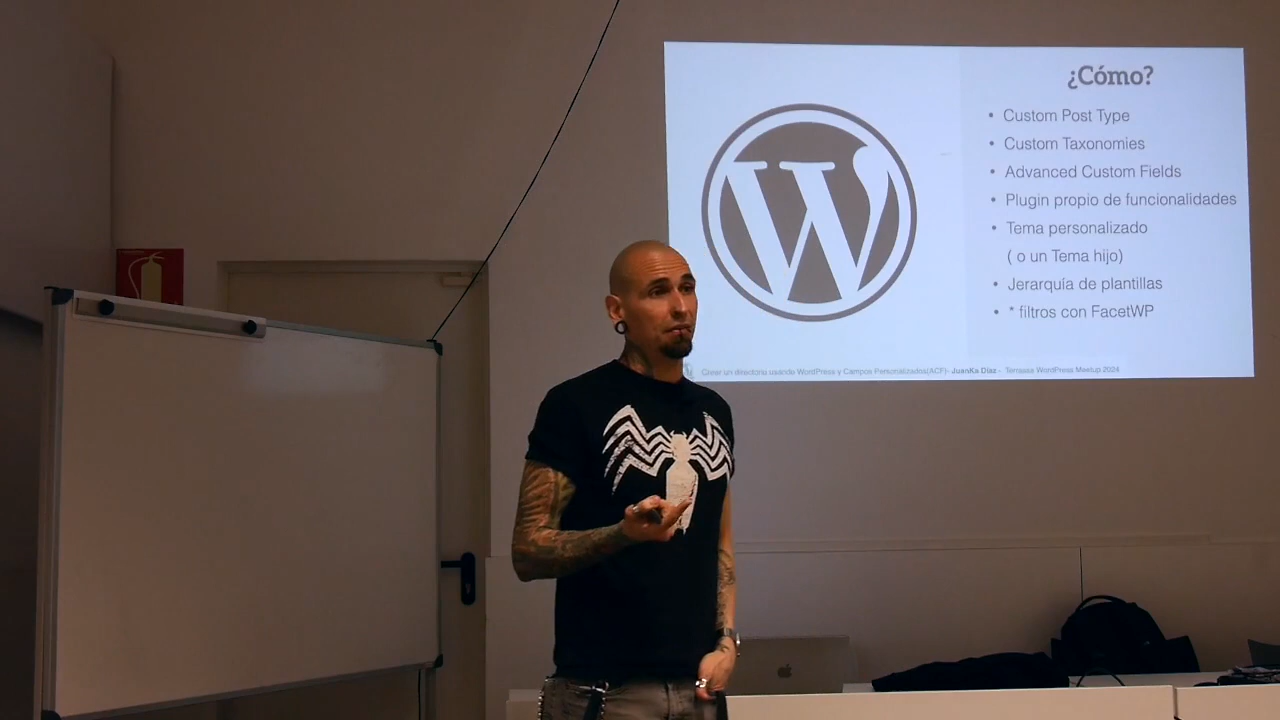 ¿Cómo?
• Custom Post Type
• Custom Taxonomies
• Advanced Custom Fields
• Plugin propio de funcionalidades
• Tema personalizado
( o un Tema hijo)
• Jerarquía de plantillas
• * filtros con FacetWP
Crear un directorio usando WordPress y Campos Personalizados(ACF)- JuanKa Díaz - Terrassa WordPress Meetup 2024